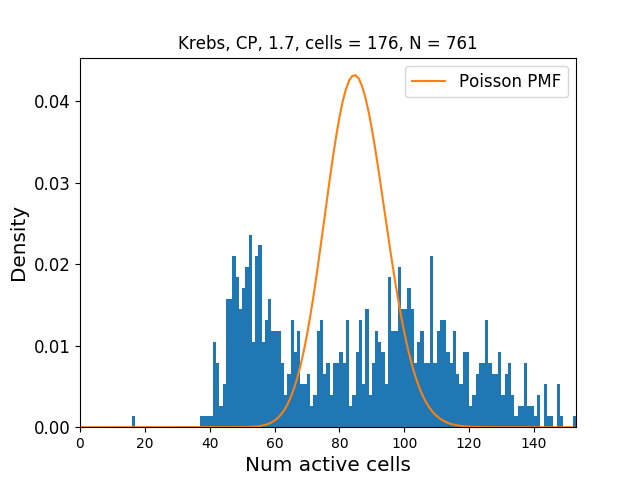 Krebs, CP, 1.7, cells = 176, N = 761
Poisson PMF
0.04
0.03
0.02
0.01
0.00
Density
0 20 40 60 80 100 120 140
Num active cells